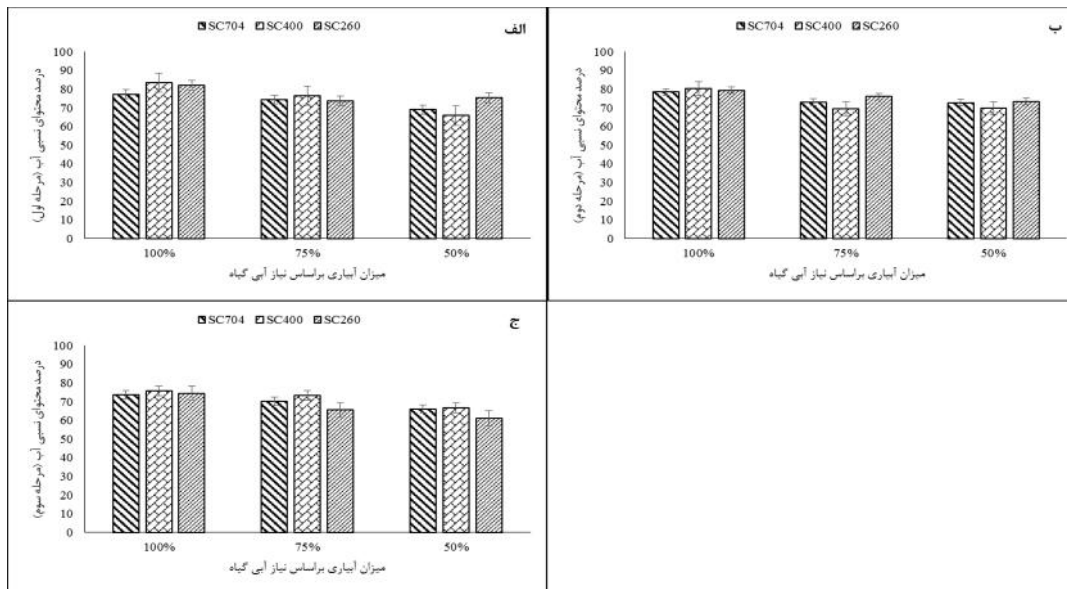 SC704 SC400 SC260
الف
درصد محتوای نسبی آب (مرحله اول)
100
90
80
70
60
50
40
30
20
10
0
100% 75% 50%
میزان آبیاری براساس نیاز آبی گیاه
SC704 SC400 SC260
ب
درصد محتوای نسبی آب (مرحله دوم)
100
90
80
70
60
50
40
30
20
10
0
100% 75% 50%
میزان آبیاری براساس نیاز آبی گیاه
SC704 SC400 SC260
ج
درصد محتوای نسبی آب (مرحله سوم)
100
90
80
70
60
50
40
30
20
10
0
100% 75% 50%
میزان آبیاری براساس نیاز آبی گیاه